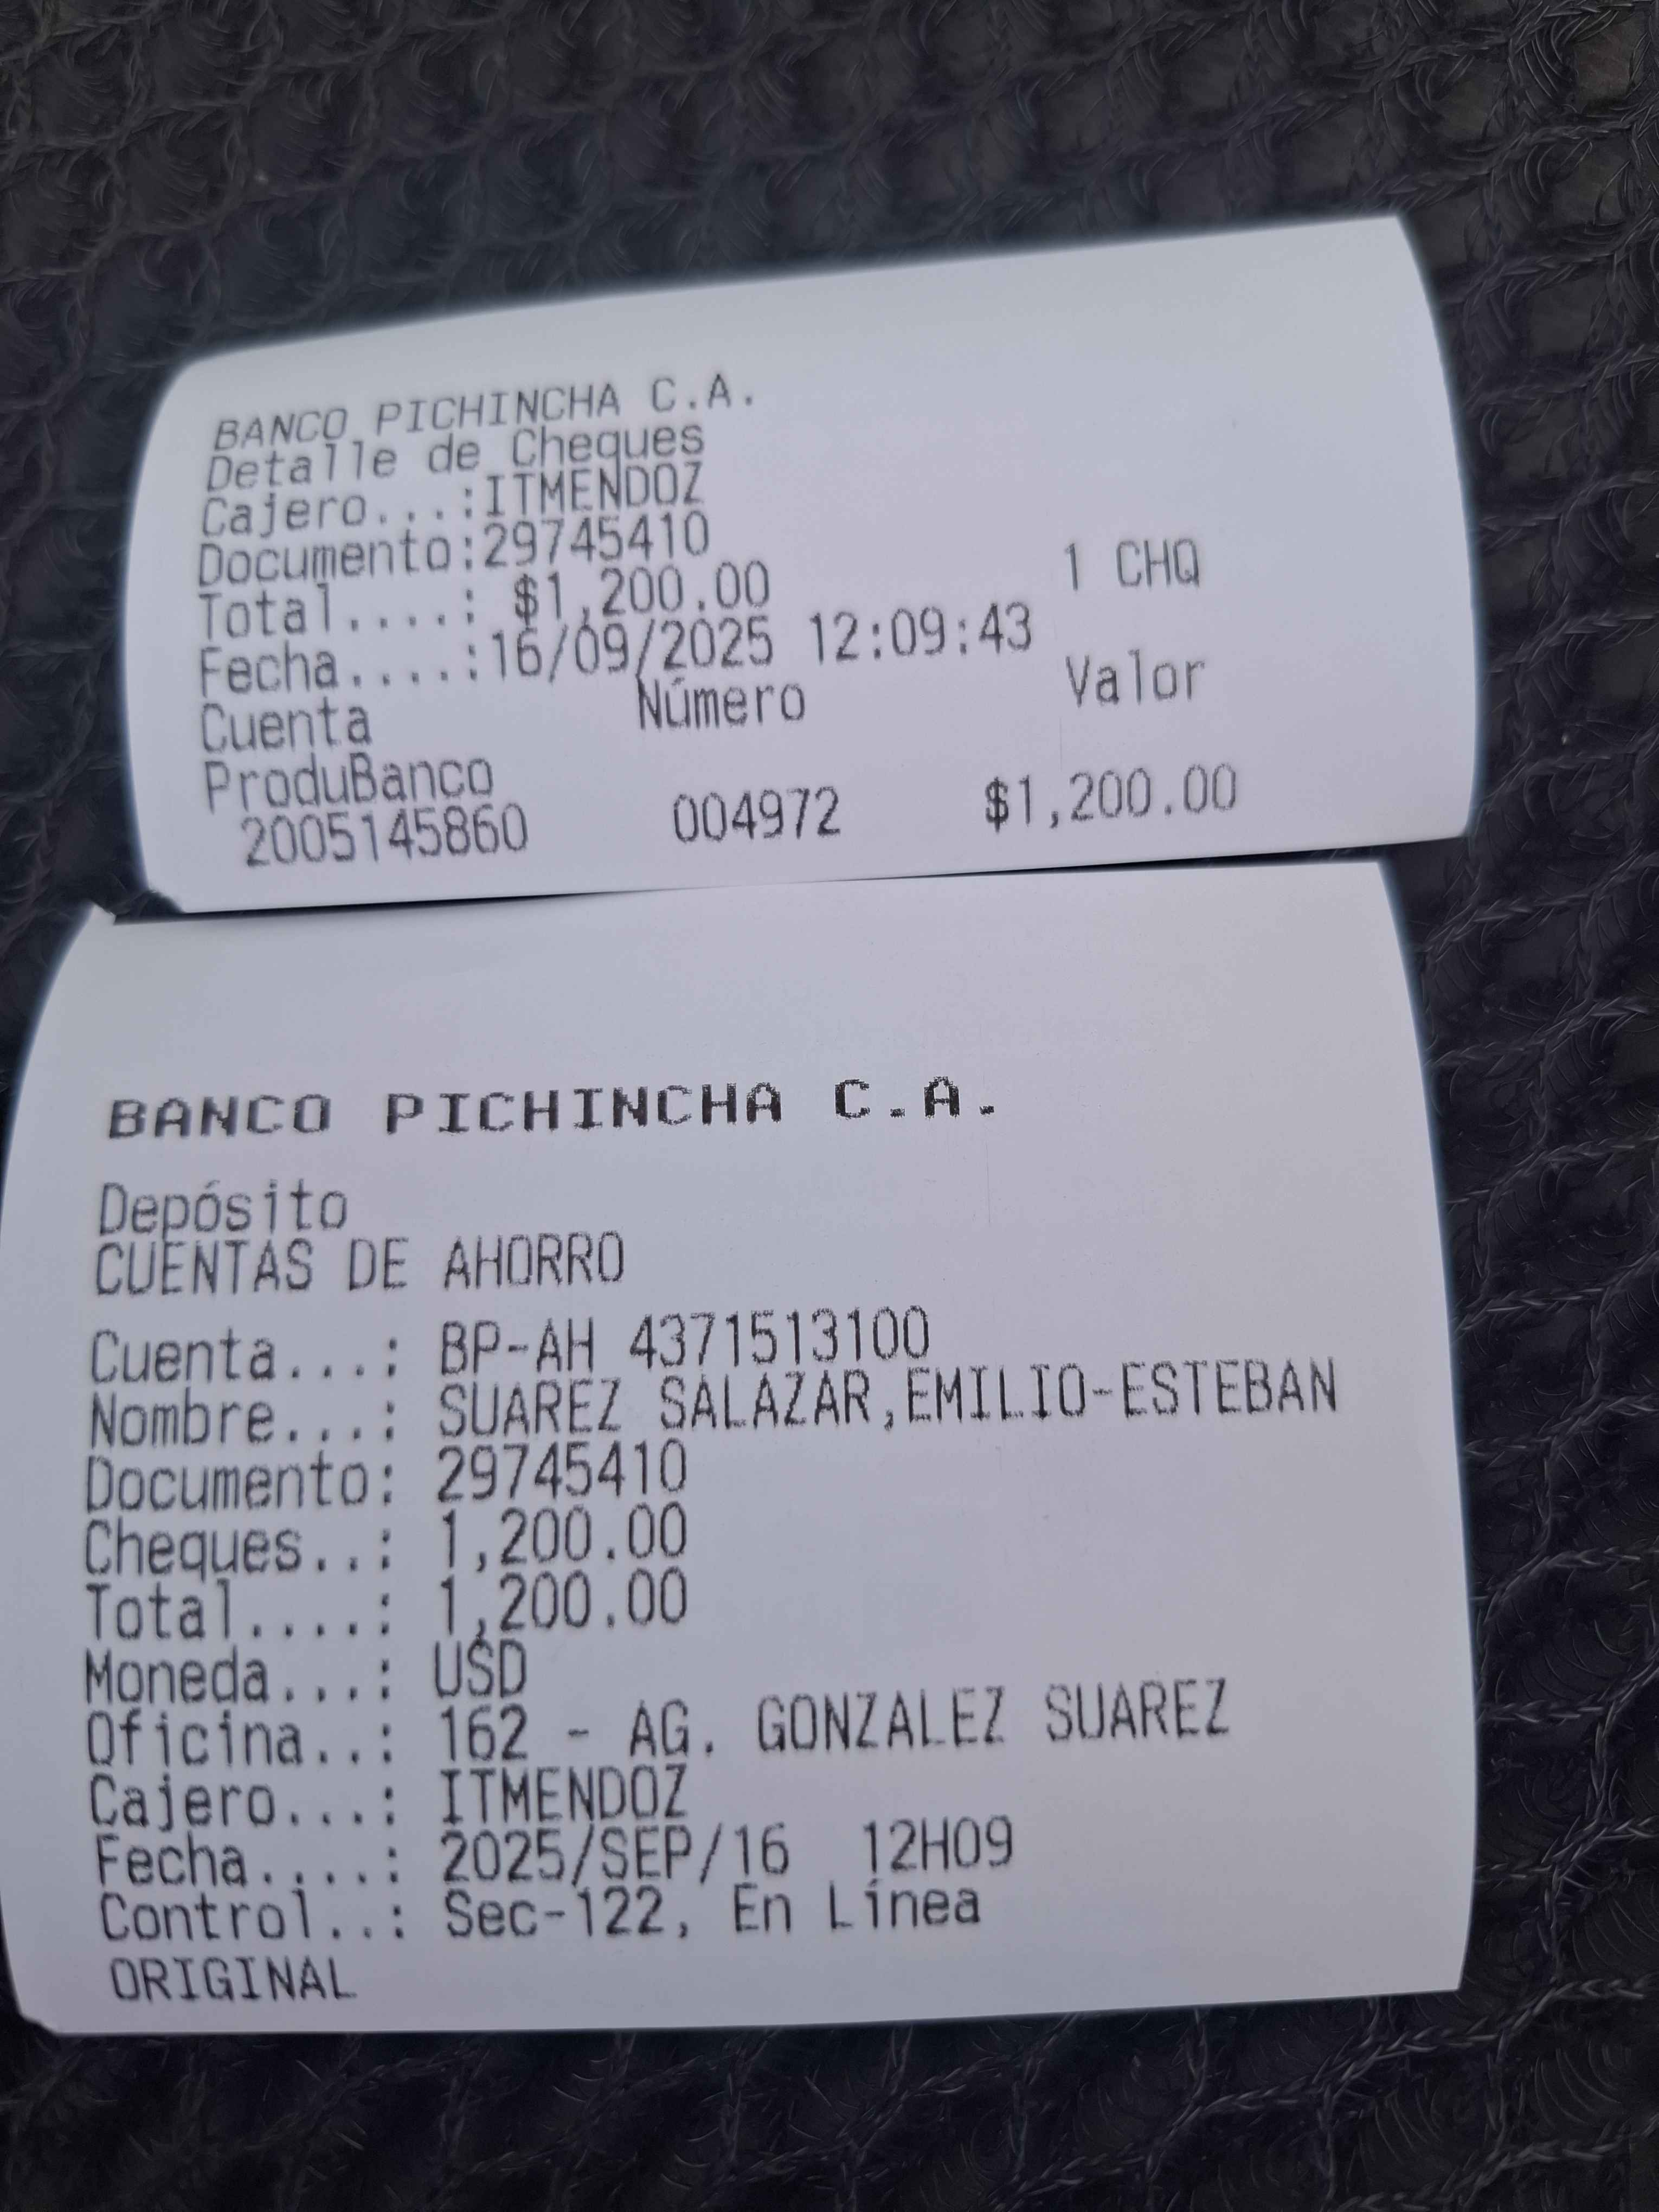 BANCO PICHINCHA C.A.
Detalle de Cheques
Cajero...:ITMENDOZ
Documento:29745410
Total....: $1,200.00 1 CHQ
Fecha....:16/09/2025 12:09:43
Cuenta Número Valor
ProduBanco
2005145860 004972 $1,200.00
BANCO PICHINCHA C.A.
Depósito
CUENTAS DE AHORRO
Cuenta...: BP-AH 4371513100
Nombre...: SUAREZ SALAZAR,EMILIO-ESTEBAN
Documento: 29745410
Cheques..: 1,200.00
Total....: 1,200.00
Moneda...: USD
Oficina..: 162 - AG. GONZALEZ SUAREZ
Cajero...: ITMENDOZ
Fecha....: 2025/SEP/16 12H09
Control..: Sec-122, En Línea
ORIGINAL